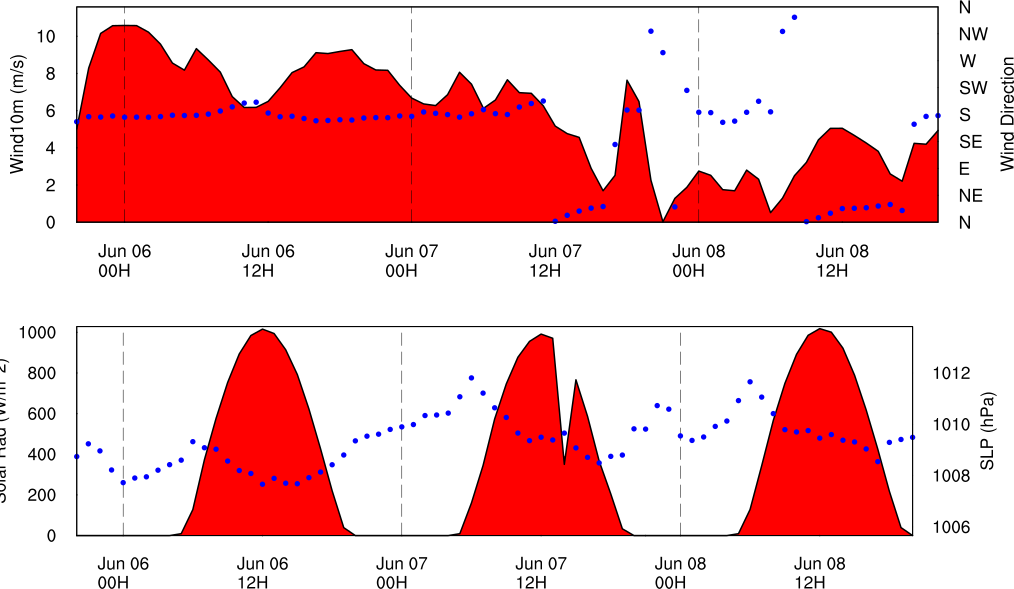 N
10
NW
8
W
SW
6
S
4
SE
E
2
NE
0
N
Wind10m (m/s)
Wind Direction
Jun 06 Jun 06 Jun 07 Jun 07 Jun 08 Jun 08
00H 12H 00H 12H 00H 12H
1000
800
1012
600
1010
400
1008
200
1006
0
Solar Rad (W/m^2)
SLP (hPa)
Jun 06 Jun 06 Jun 07 Jun 07 Jun 08 Jun 08
00H 12H 00H 12H 00H 12H